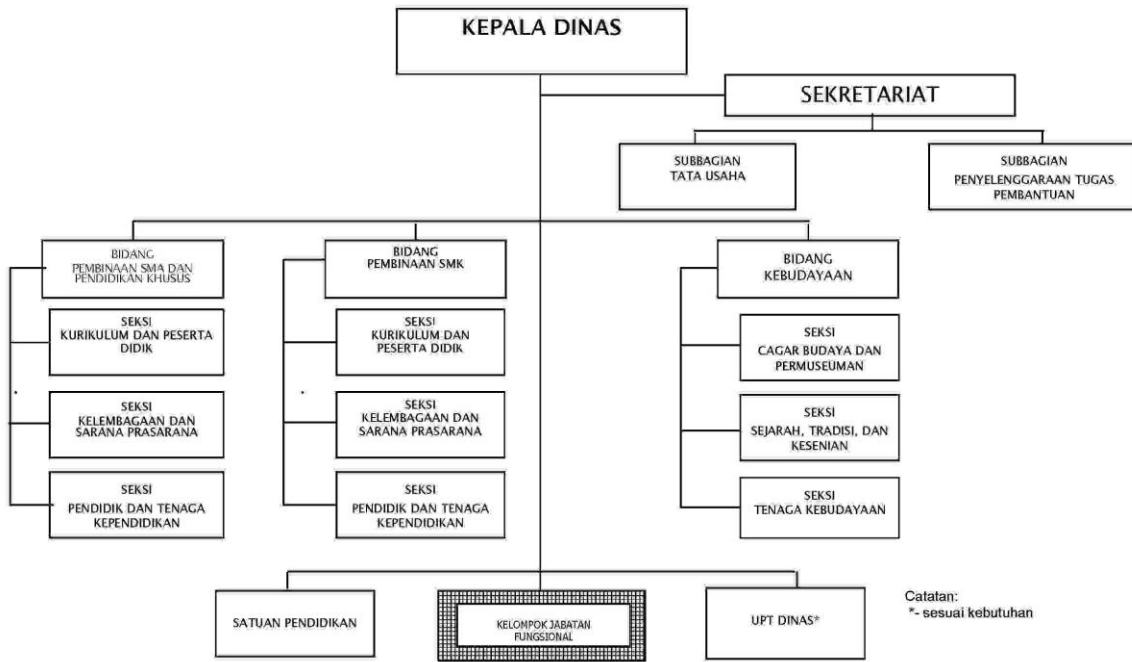 KEPALA DINAS
SEKRETARIAT
SUBBAGIAN
TATA USAHA
SUBBAGIAN
PENYELENGGARAAN TUGAS
PEMBANTUAN
BIDANG
PEMBINAAN SMA DAN
PENDIDIKAN KHUSUS
SEKSI
KURIKULUM DAN PESERTA
DIDIK
SEKSI
KELEMBAGAAN DAN
SARANA PRASARANA
SEKSI
PENDIDIK DAN TENAGA
KEPENDIDIKAN
BIDANG
PEMBINAAN SMK
SEKSI
KURIKULUM DAN
PESERTA DIDIK
SEKSI
KELEMBAGAAN DAN
SARANA PRASARANA
SEKSI
PENDIDIK DAN TENAGA
KEPENDIDIKAN
BIDANG
KEBUDAYAAN
SEKSI
CAGAR BUDAYA DAN
PERMUSEUMAN
SEKSI
SEJARAH, TRADISI, DAN
KESENIAN
SEKSI
TENAGA KEBUDAYAAN
SATUAN PENDIDIKAN
KELOMPOK JABATAN
FUNGSIONAL
UPT DINAS*
Catatan:
*- sesuai kebutuhan